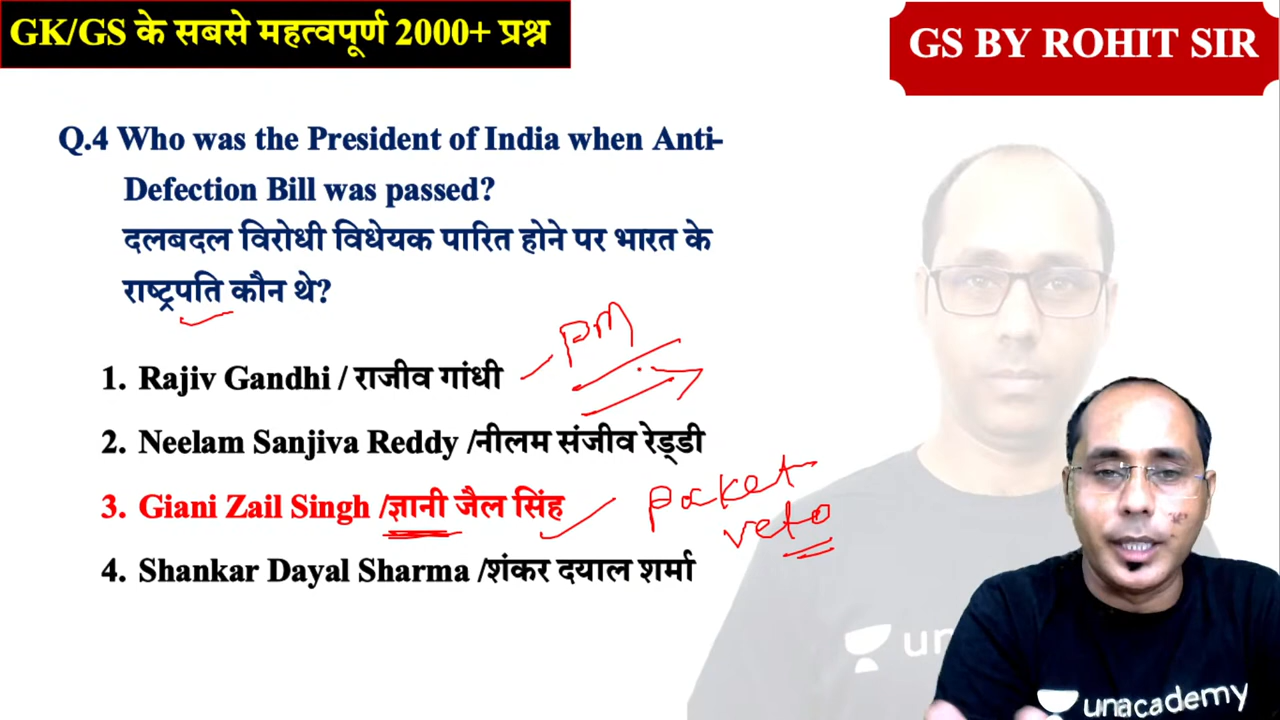 GK/GS के सबसे महत्वपूर्ण 2000+ प्रश्न
GS BY ROHIT SIR
Q.4 Who was the President of India when Anti-
Defection Bill was passed?
दलबदल विरोधी विधेयक पारित होने पर भारत के
राष्ट्रपति कौन थे?
PM
1. Rajiv Gandhi / राजीव गांधी
2. Neelam Sanjiva Reddy /नीलम संजीव रेड्डी
3. Giani Zail Singh /ज्ञानी जैल सिंह
Pocket
veto
4. Shankar Dayal Sharma /शंकर दयाल शर्मा
un
unacademy